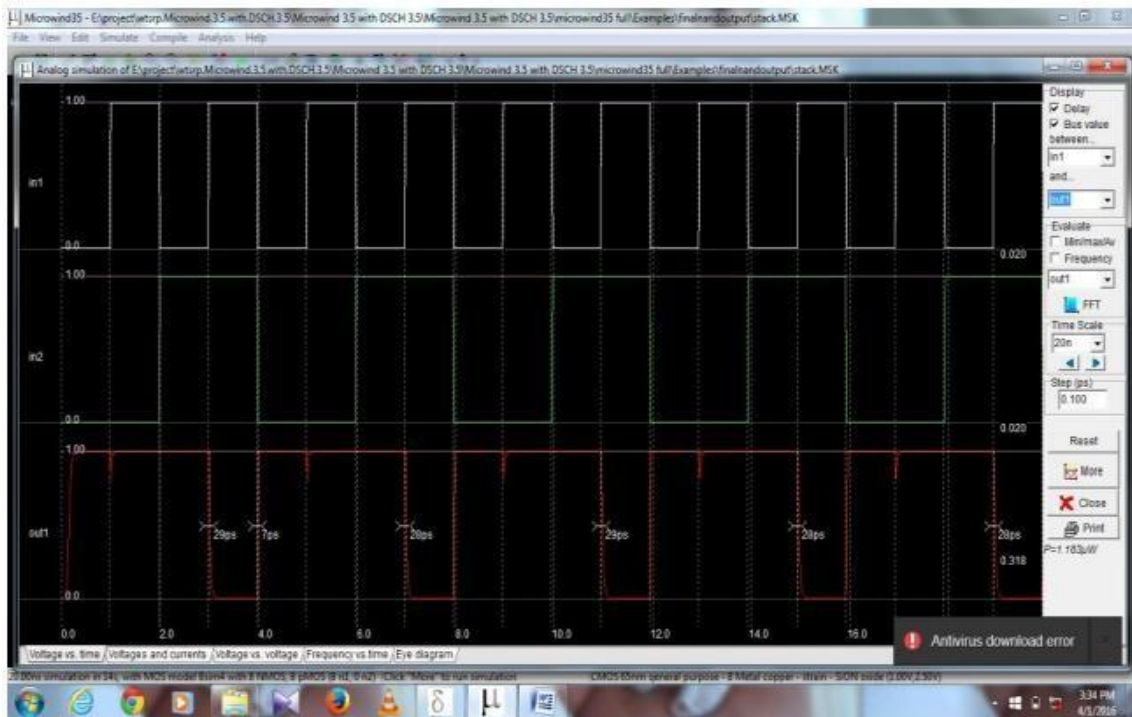 Microwind35 - E:\project\wtsrp.Microwind.3.5.with.DSCH.3.5\Microwind 3.5 with DSCH 3.5\Microwind 3.5 with DSCH 3.5\microwind35 full\Examples\finalnandoutput\stack.MSK
File View Edit Simulate Compile Analysis Help
Analog simulation of E:\project\wtsrp.Microwind.3.5.with.DSCH.3.5\Microwind 3.5 with DSCH 3.5\Microwind 3.5 with DSCH 3.5\microwind35 full\Examples\finalnandoutput\stack.MSK
Display
Delay
Bus value
between...
in1
and...
out1
Evaluate
Min/max/Av
Frequency
out1
FFT
Time Scale
20n
Step (ps)
0.100
Reset
More
Close
Print
P=1.183µW
1.00
in1
0.0
0.020
1.00
in2
0.0
0.020
1.00
out1
29ps 7ps 28ps 29ps 28ps 28ps
0.318
0.0
0.0 2.0 4.0 6.0 8.0 10.0 12.0 14.0 16.0
Antivirus download error
Voltage vs. time Voltages and currents Voltage vs. voltage Frequency vs time Eye diagram
CMOS 65nm general purpose - 8 Metal copper - strain - SiON oxide (1.00V,2.50V)
3:34 PM
4/1/2016